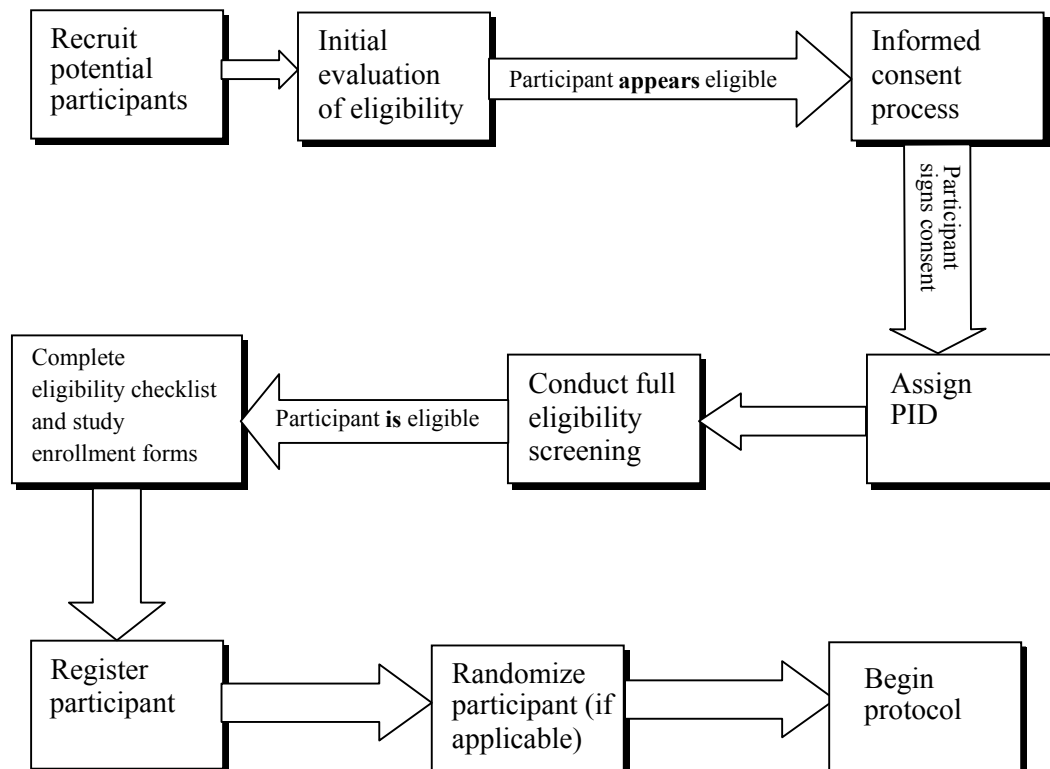 Recruit
potential
participants
Initial
evaluation
of eligibility
Participant appears eligible
Informed
consent
process
Participant
signs consent
Assign
PID
Conduct full
eligibility
screening
Participant is eligible
Complete
eligibility checklist
and study
enrollment forms
Register
participant
Randomize
participant (if
applicable)
Begin
protocol